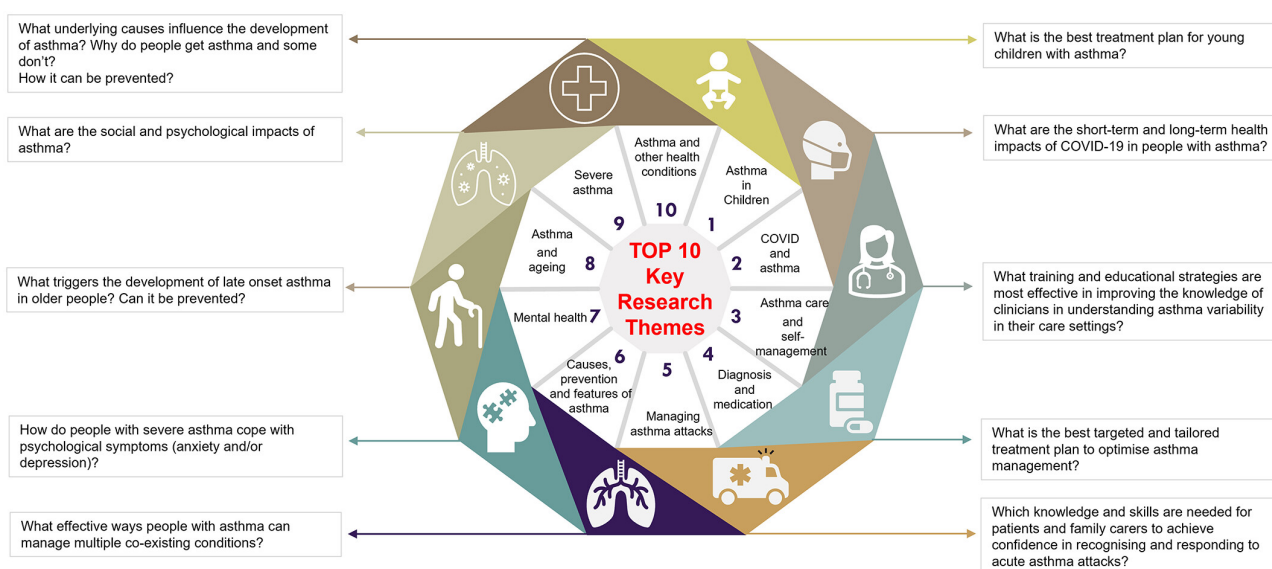 What underlying causes influence the development
of asthma? Why do people get asthma and some
don't?
How it can be prevented?
What are the social and psychological impacts of
asthma?
What triggers the development of late onset asthma
in older people? Can it be prevented?
How do people with severe asthma cope with
psychological symptoms (anxiety and/or
depression)?
What effective ways people with asthma can
manage multiple co-existing conditions?
TOP 10
Key
Research
Themes
1
Asthma
in
Children
2
COVID
and
asthma
3
Asthma care
and
self-
management
4
Diagnosis
and
medication
5
Managing
asthma attacks
6
Causes,
prevention
and features of
asthma
7
Mental health
8
Asthma
and
ageing
9
Severe
asthma
10
Asthma and
other health
conditions
What is the best treatment plan for young
children with asthma?
What are the short-term and long-term health
impacts of COVID-19 in people with asthma?
What training and educational strategies are
most effective in improving the knowledge of
clinicians in understanding asthma variability
in their care settings?
What is the best targeted and tailored
treatment plan to optimise asthma
management?
Which knowledge and skills are needed for
patients and family carers to achieve
confidence in recognising and responding to
acute asthma attacks?